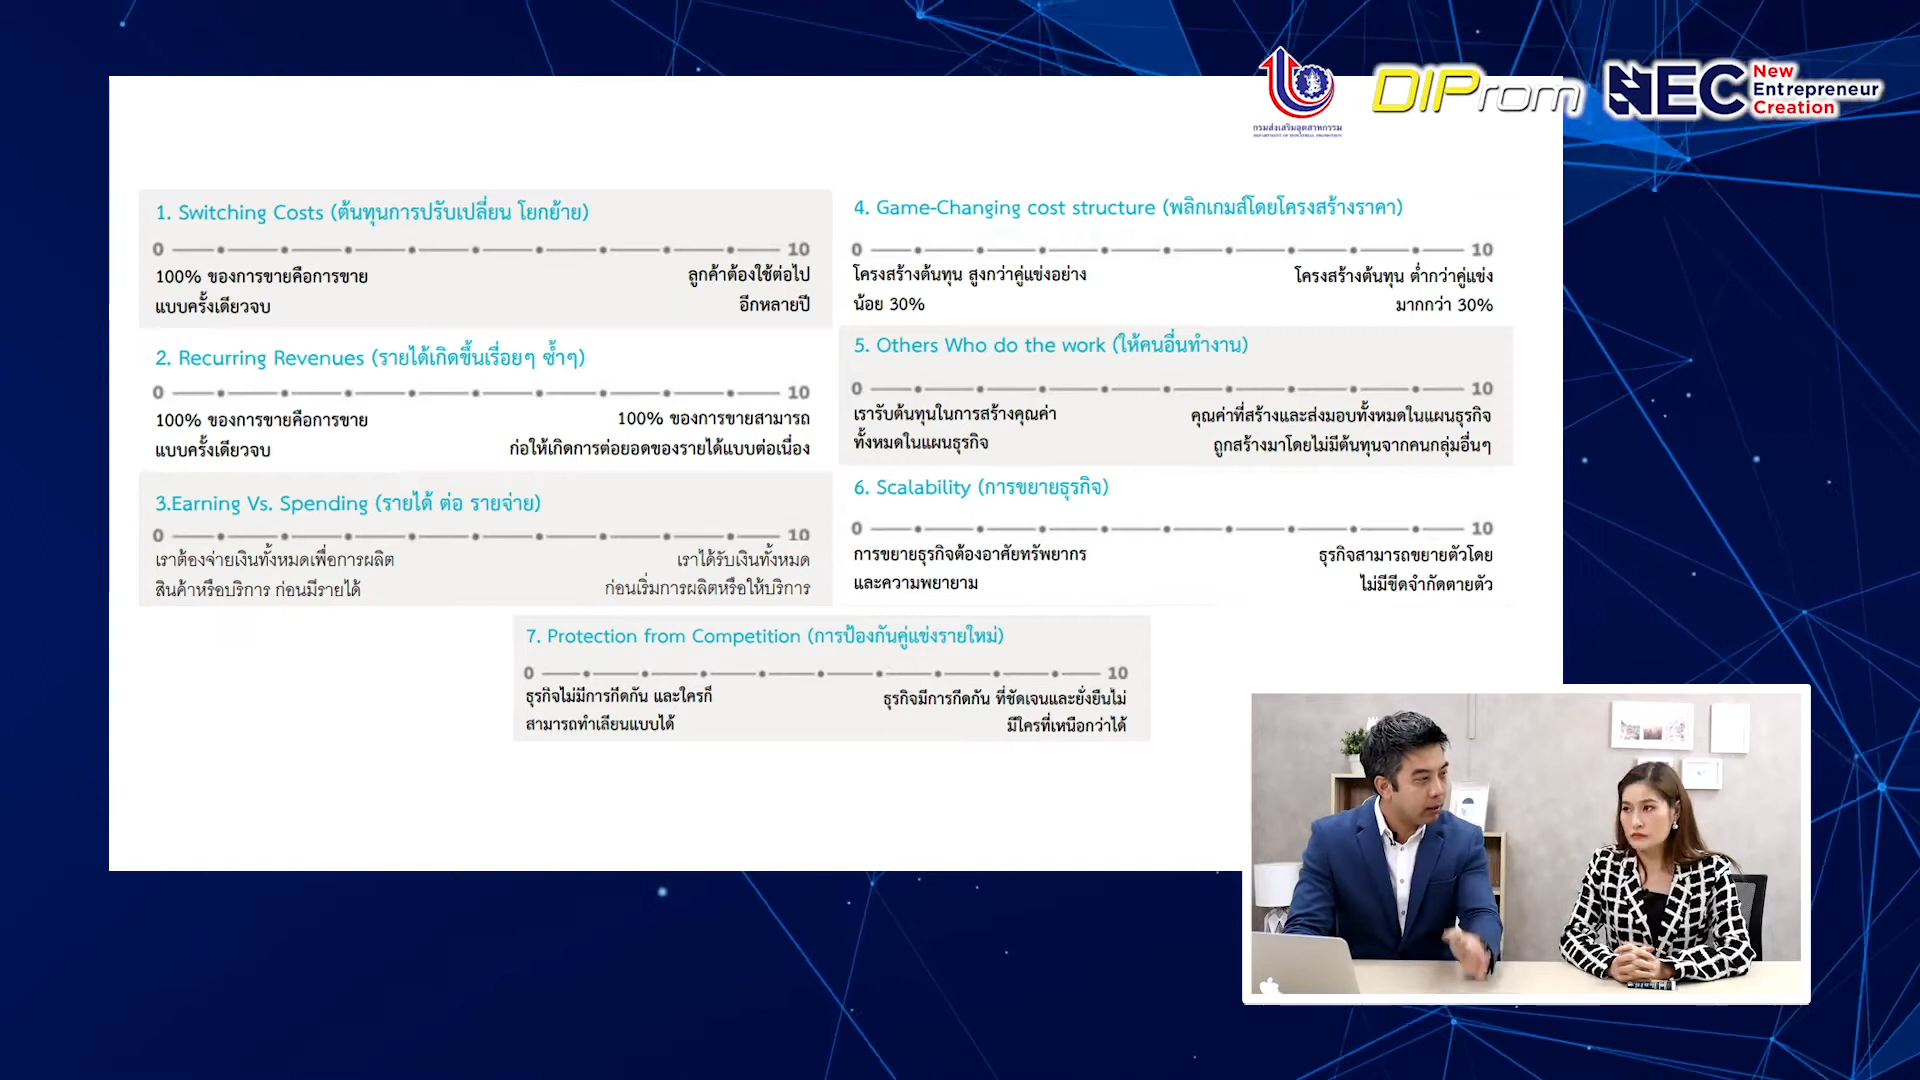 กรมส่งเสริมอุตสาหกรรม
DEPARTMENT OF INDUSTRIAL PROMOTION
DIProm
NEC New
Entrepreneur
Creation
1. Switching Costs (ต้นทุนการปรับเปลี่ยน โยกย้าย)
0 10
100% ของการขายคือการขาย
แบบครั้งเดียวจบ
ลูกค้าต้องใช้ต่อไป
อีกหลายปี
2. Recurring Revenues (รายได้เกิดขึ้นเรื่อยๆ ซ้ำๆ)
0 10
100% ของการขายคือการขาย
แบบครั้งเดียวจบ
100% ของการขายสามารถ
ก่อให้เกิดการต่อยอดของรายได้แบบต่อเนื่อง
3.Earning Vs. Spending (รายได้ ต่อ รายจ่าย)
0 10
เราต้องจ่ายเงินทั้งหมดเพื่อการผลิต
สินค้าหรือบริการ ก่อนมีรายได้
เราได้รับเงินทั้งหมด
ก่อนเริ่มการผลิตหรือให้บริการ
4. Game-Changing cost structure (พลิกเกมส์โดยโครงสร้างราคา)
0 10
โครงสร้างต้นทุน สูงกว่าคู่แข่งอย่าง
น้อย 30%
โครงสร้างต้นทุน ต่ำกว่าคู่แข่ง
มากกว่า 30%
5. Others Who do the work (ให้คนอื่นทำงาน)
0 10
เรารับต้นทุนในการสร้างคุณค่า
ทั้งหมดในแผนธุรกิจ
คุณค่าที่สร้างและส่งมอบทั้งหมดในแผนธุรกิจ
ถูกสร้างมาโดยไม่มีต้นทุนจากคนกลุ่มอื่นๆ
6. Scalability (การขยายธุรกิจ)
0 10
การขยายธุรกิจต้องอาศัยทรัพยากร
และความพยายาม
ธุรกิจสามารถขยายตัวโดย
ไม่มีขีดจำกัดตายตัว
7. Protection from Competition (การป้องกันคู่แข่งรายใหม่)
0 10
ธุรกิจไม่มีการกีดกัน และใครก็
สามารถทำเลียนแบบได้
ธุรกิจมีการกีดกัน ที่ชัดเจนและยั่งยืนไม่
มีใครที่เหนือกว่าได้